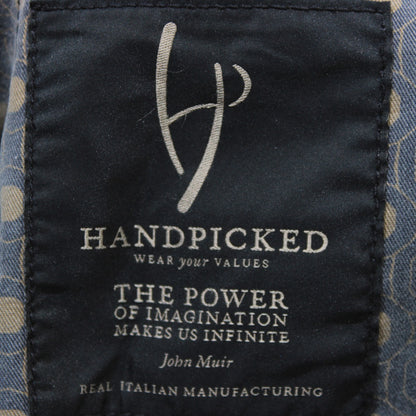 HANDPICKED
WEAR your VALUES
THE POWER
OF IMAGINATION
MAKES US INFINITE
John Muir
REAL ITALIAN MANUFACTURING